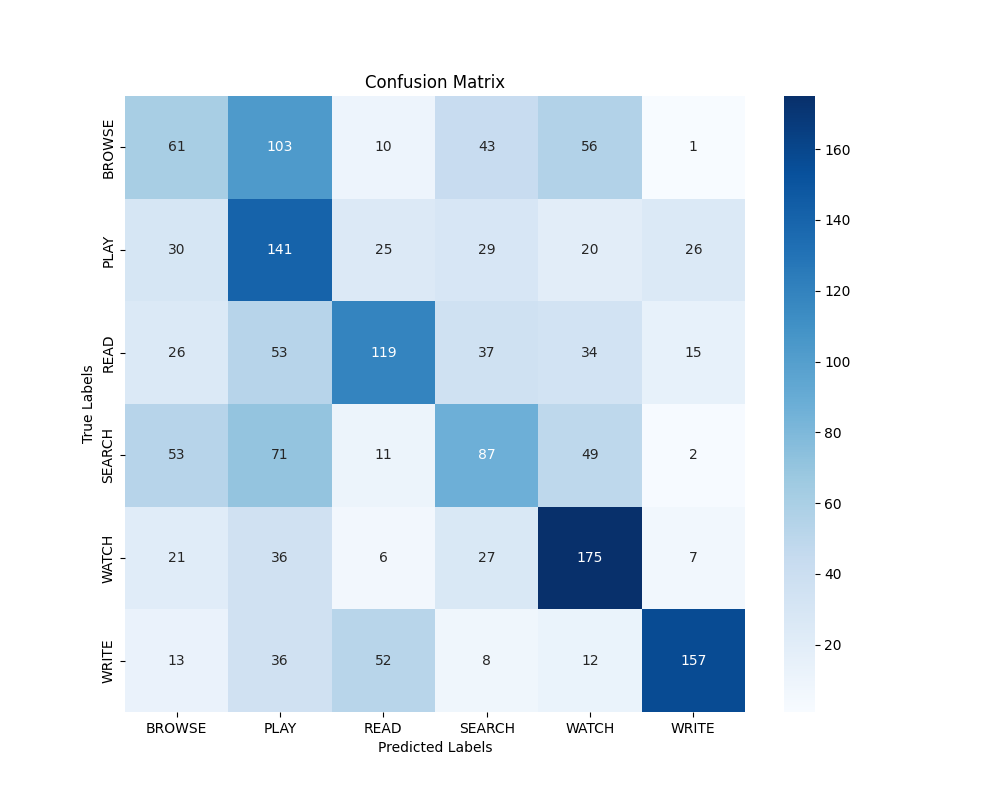 Confusion Matrix
True Labels
BROWSE 61 103 10 43 56 1
PLAY 30 141 25 29 20 26
READ 26 53 119 37 34 15
SEARCH 53 71 11 87 49 2
WATCH 21 36 6 27 175 7
WRITE 13 36 52 8 12 157
BROWSE PLAY READ SEARCH WATCH WRITE
Predicted Labels
160
140
120
100
80
60
40
20